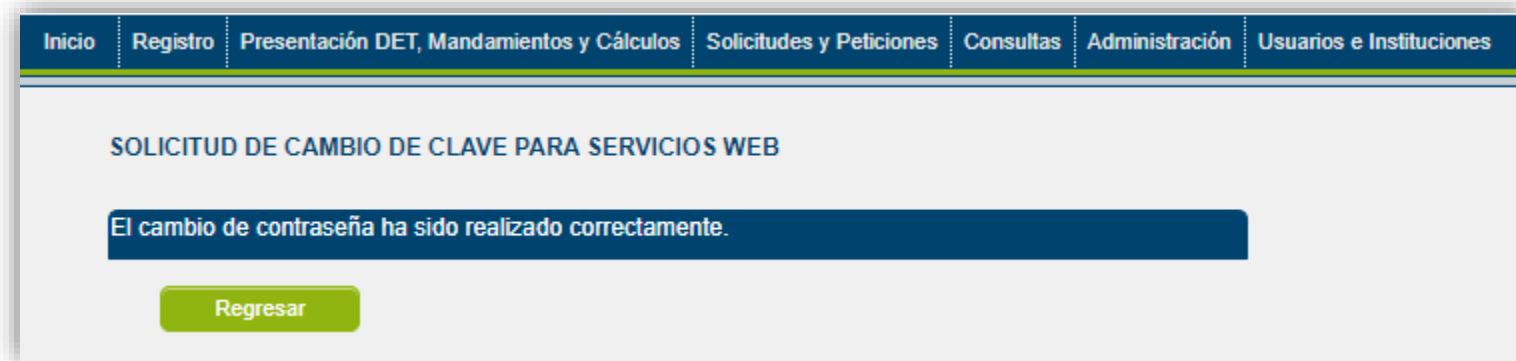 Inicio Registro Presentación DET, Mandamientos y Cálculos Solicitudes y Peticiones Consultas Administración Usuarios e Instituciones
SOLICITUD DE CAMBIO DE CLAVE PARA SERVICIOS WEB
El cambio de contraseña ha sido realizado correctamente.
Regresar